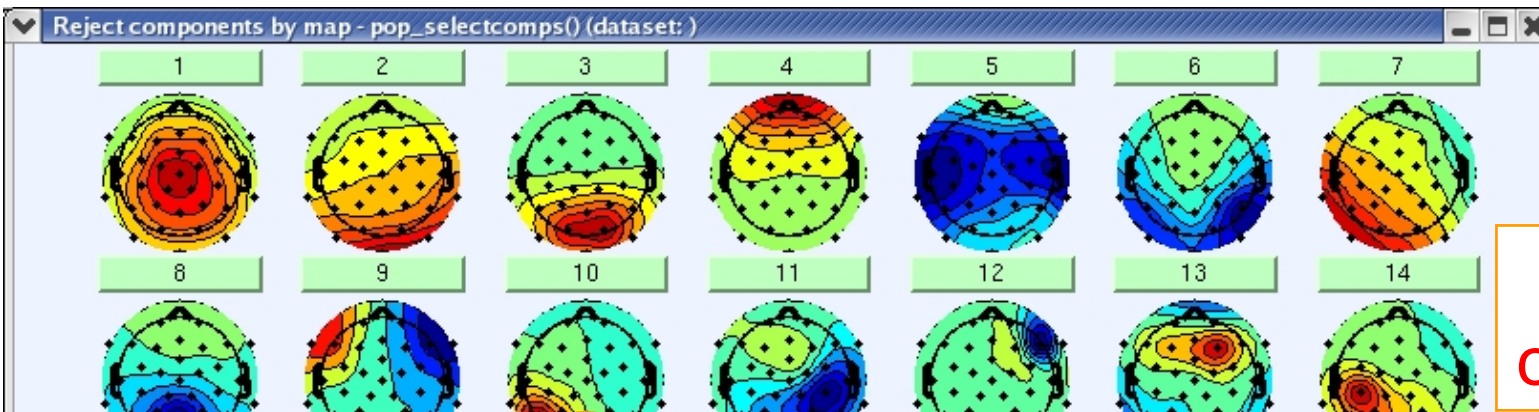 Reject components by map - pop_selectcomps() (dataset: )
1 2 3 4 5 6 7
8 9 10 11 12 13 14